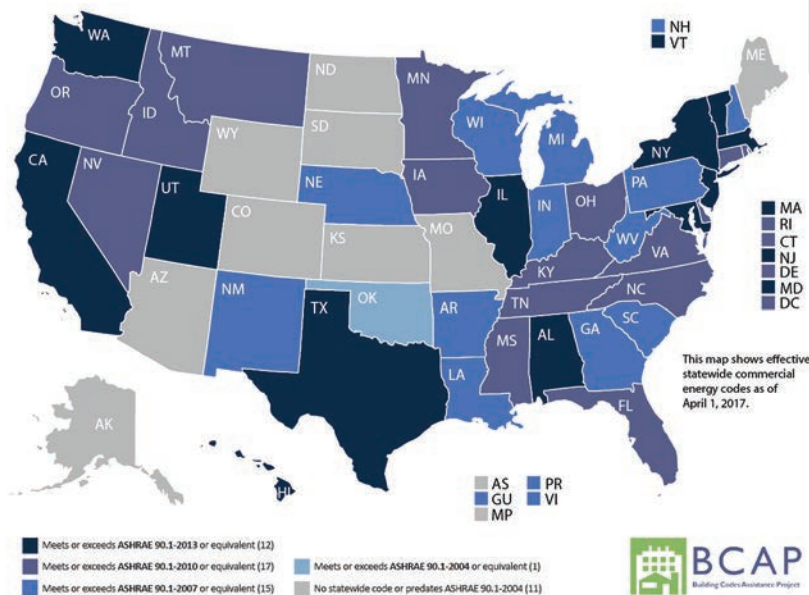 NH
VT
WA
MT
ND
MN
ME
OR
ID
SD
WI
MI
NY
WY
CA
NV
NE
IA
PA
UT
IL
IN
OH
CO
MO
WV
KS
VA
KY
MA
RI
CT
NJ
DE
MD
DC
AZ
NM
OK
AR
TN
NC
SC
TX
MS
AL
GA
LA
FL
This map shows effective
statewide commercial
energy codes as of
April 1, 2017.
AK
HI
AS
GU
MP
PR
VI
Meets or exceeds ASHRAE 90.1-2013 or equivalent (12)
Meets or exceeds ASHRAE 90.1-2010 or equivalent (17)
Meets or exceeds ASHRAE 90.1-2007 or equivalent (15)
Meets or exceeds ASHRAE 90.1-2004 or equivalent (1)
No statewide code or predates ASHRAE 90.1-2004 (11)
BCAP
Building Codes Assistance Project